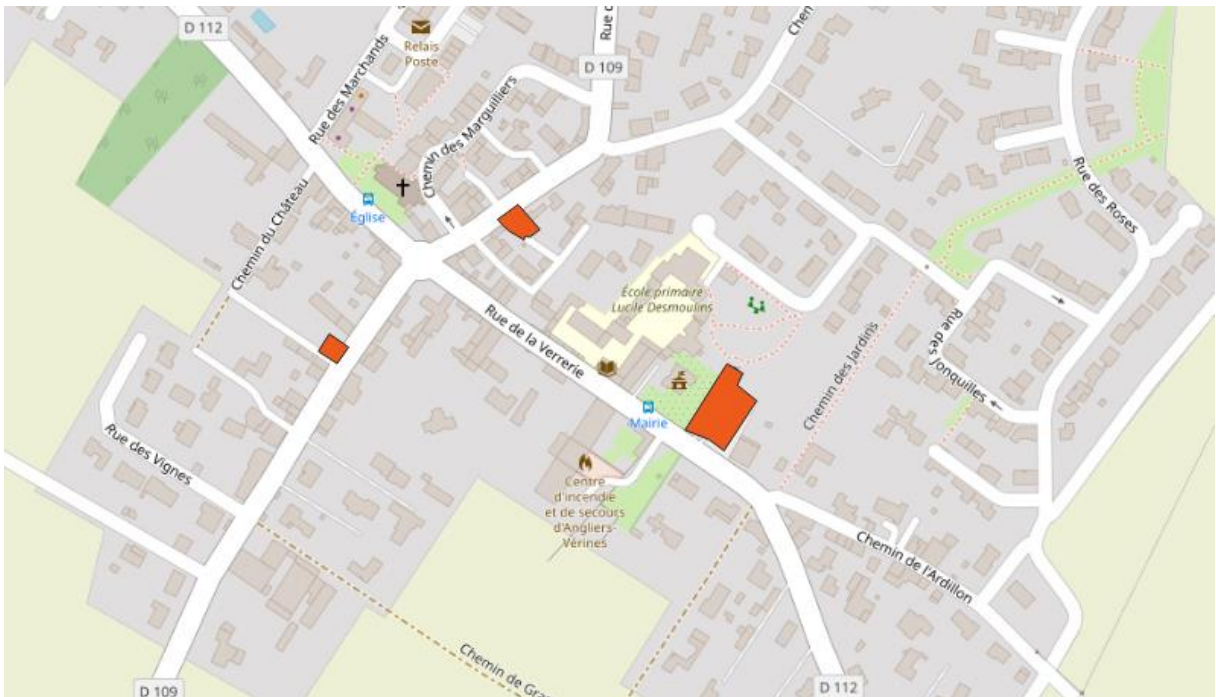 D 112
Relais
Poste
Rue d
D 109
Che
Rue des Marchands
Chemin des Marguilliers
Rue des Roses
Chemin du Château
Église
École primaire
Lucile Desmoulins
Rue de la Verrerie
Rue des Jonquilles
Chemin des Jardins
Mairie
Rue des Vignes
Centre
d'incendie
et de secours
d'Angliers-
Vérines
Chemin de l'Ardillon
Chemin de Gra
D 109
D 112